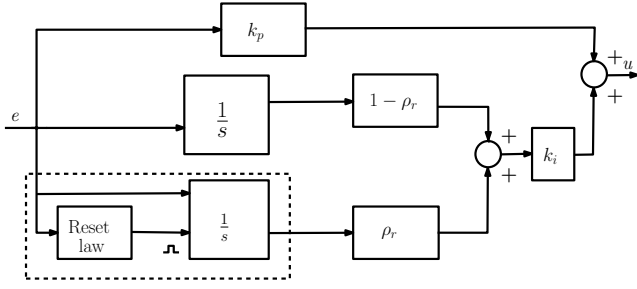 k_p
+
u
+
e
1/s
1 − ρ_r
+
k_i
+
Reset
law
1/s
ρ_r